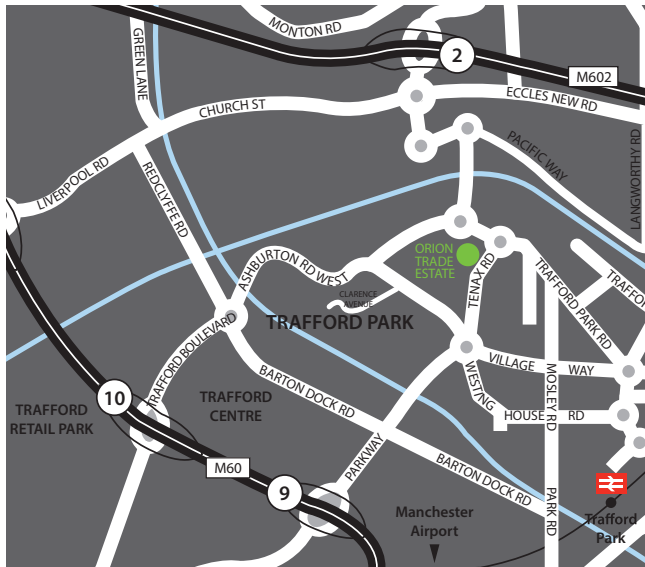 MONTON RD
GREEN LANE
2
M602
ECCLES NEW RD
CHURCH ST
LANGWORTHY RD
PACIFIC WAY
LIVERPOOL RD
REDCLYFFE RD
ORION
TRADE
ESTATE
ASHBURTON RD WEST
TENAX RD
TRAFFORD PARK RD
TRAFFO
CLARENCE
AVENUE
TRAFFORD PARK
TRAFFORD BOULEVARD
VILLAGE WAY
MOSLEY RD
WESTING
HOUSE RD
BARTON DOCK RD
TRAFFORD
CENTRE
10
TRAFFORD
RETAIL PARK
M60
9
PARKWAY
BARTON DOCK RD
PARK RD
Manchester
Airport
Trafford
Park